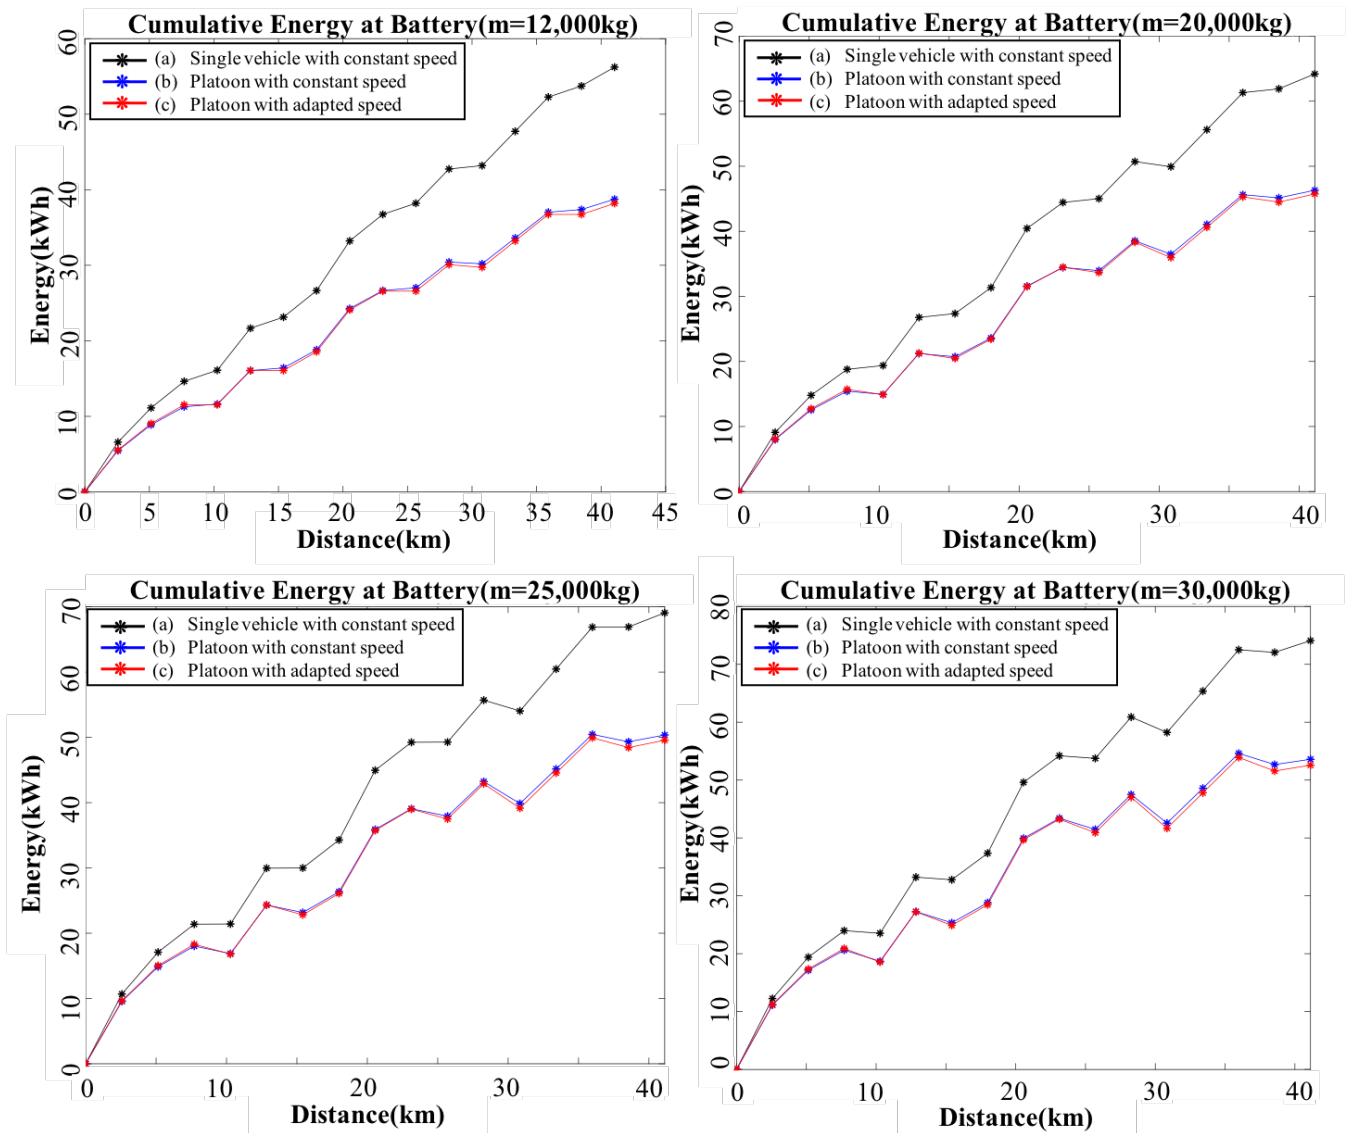 Cumulative Energy at Battery(m=12,000kg)
(a) Single vehicle with constant speed
(b) Platoon with constant speed
(c) Platoon with adapted speed
Energy(kWh)
60
50
40
30
20
10
0
0 5 10 15 20 25 30 35 40 45
Distance(km)
Cumulative Energy at Battery(m=20,000kg)
(a) Single vehicle with constant speed
(b) Platoon with constant speed
(c) Platoon with adapted speed
Energy(kWh)
70
60
50
40
30
20
10
0
0 10 20 30 40
Distance(km)
Cumulative Energy at Battery(m=25,000kg)
(a) Single vehicle with constant speed
(b) Platoon with constant speed
(c) Platoon with adapted speed
Energy(kWh)
70
60
50
40
30
20
10
0
0 10 20 30 40
Distance(km)
Cumulative Energy at Battery(m=30,000kg)
(a) Single vehicle with constant speed
(b) Platoon with constant speed
(c) Platoon with adapted speed
Energy(kWh)
80
70
60
50
40
30
20
10
0
0 10 20 30 40
Distance(km)